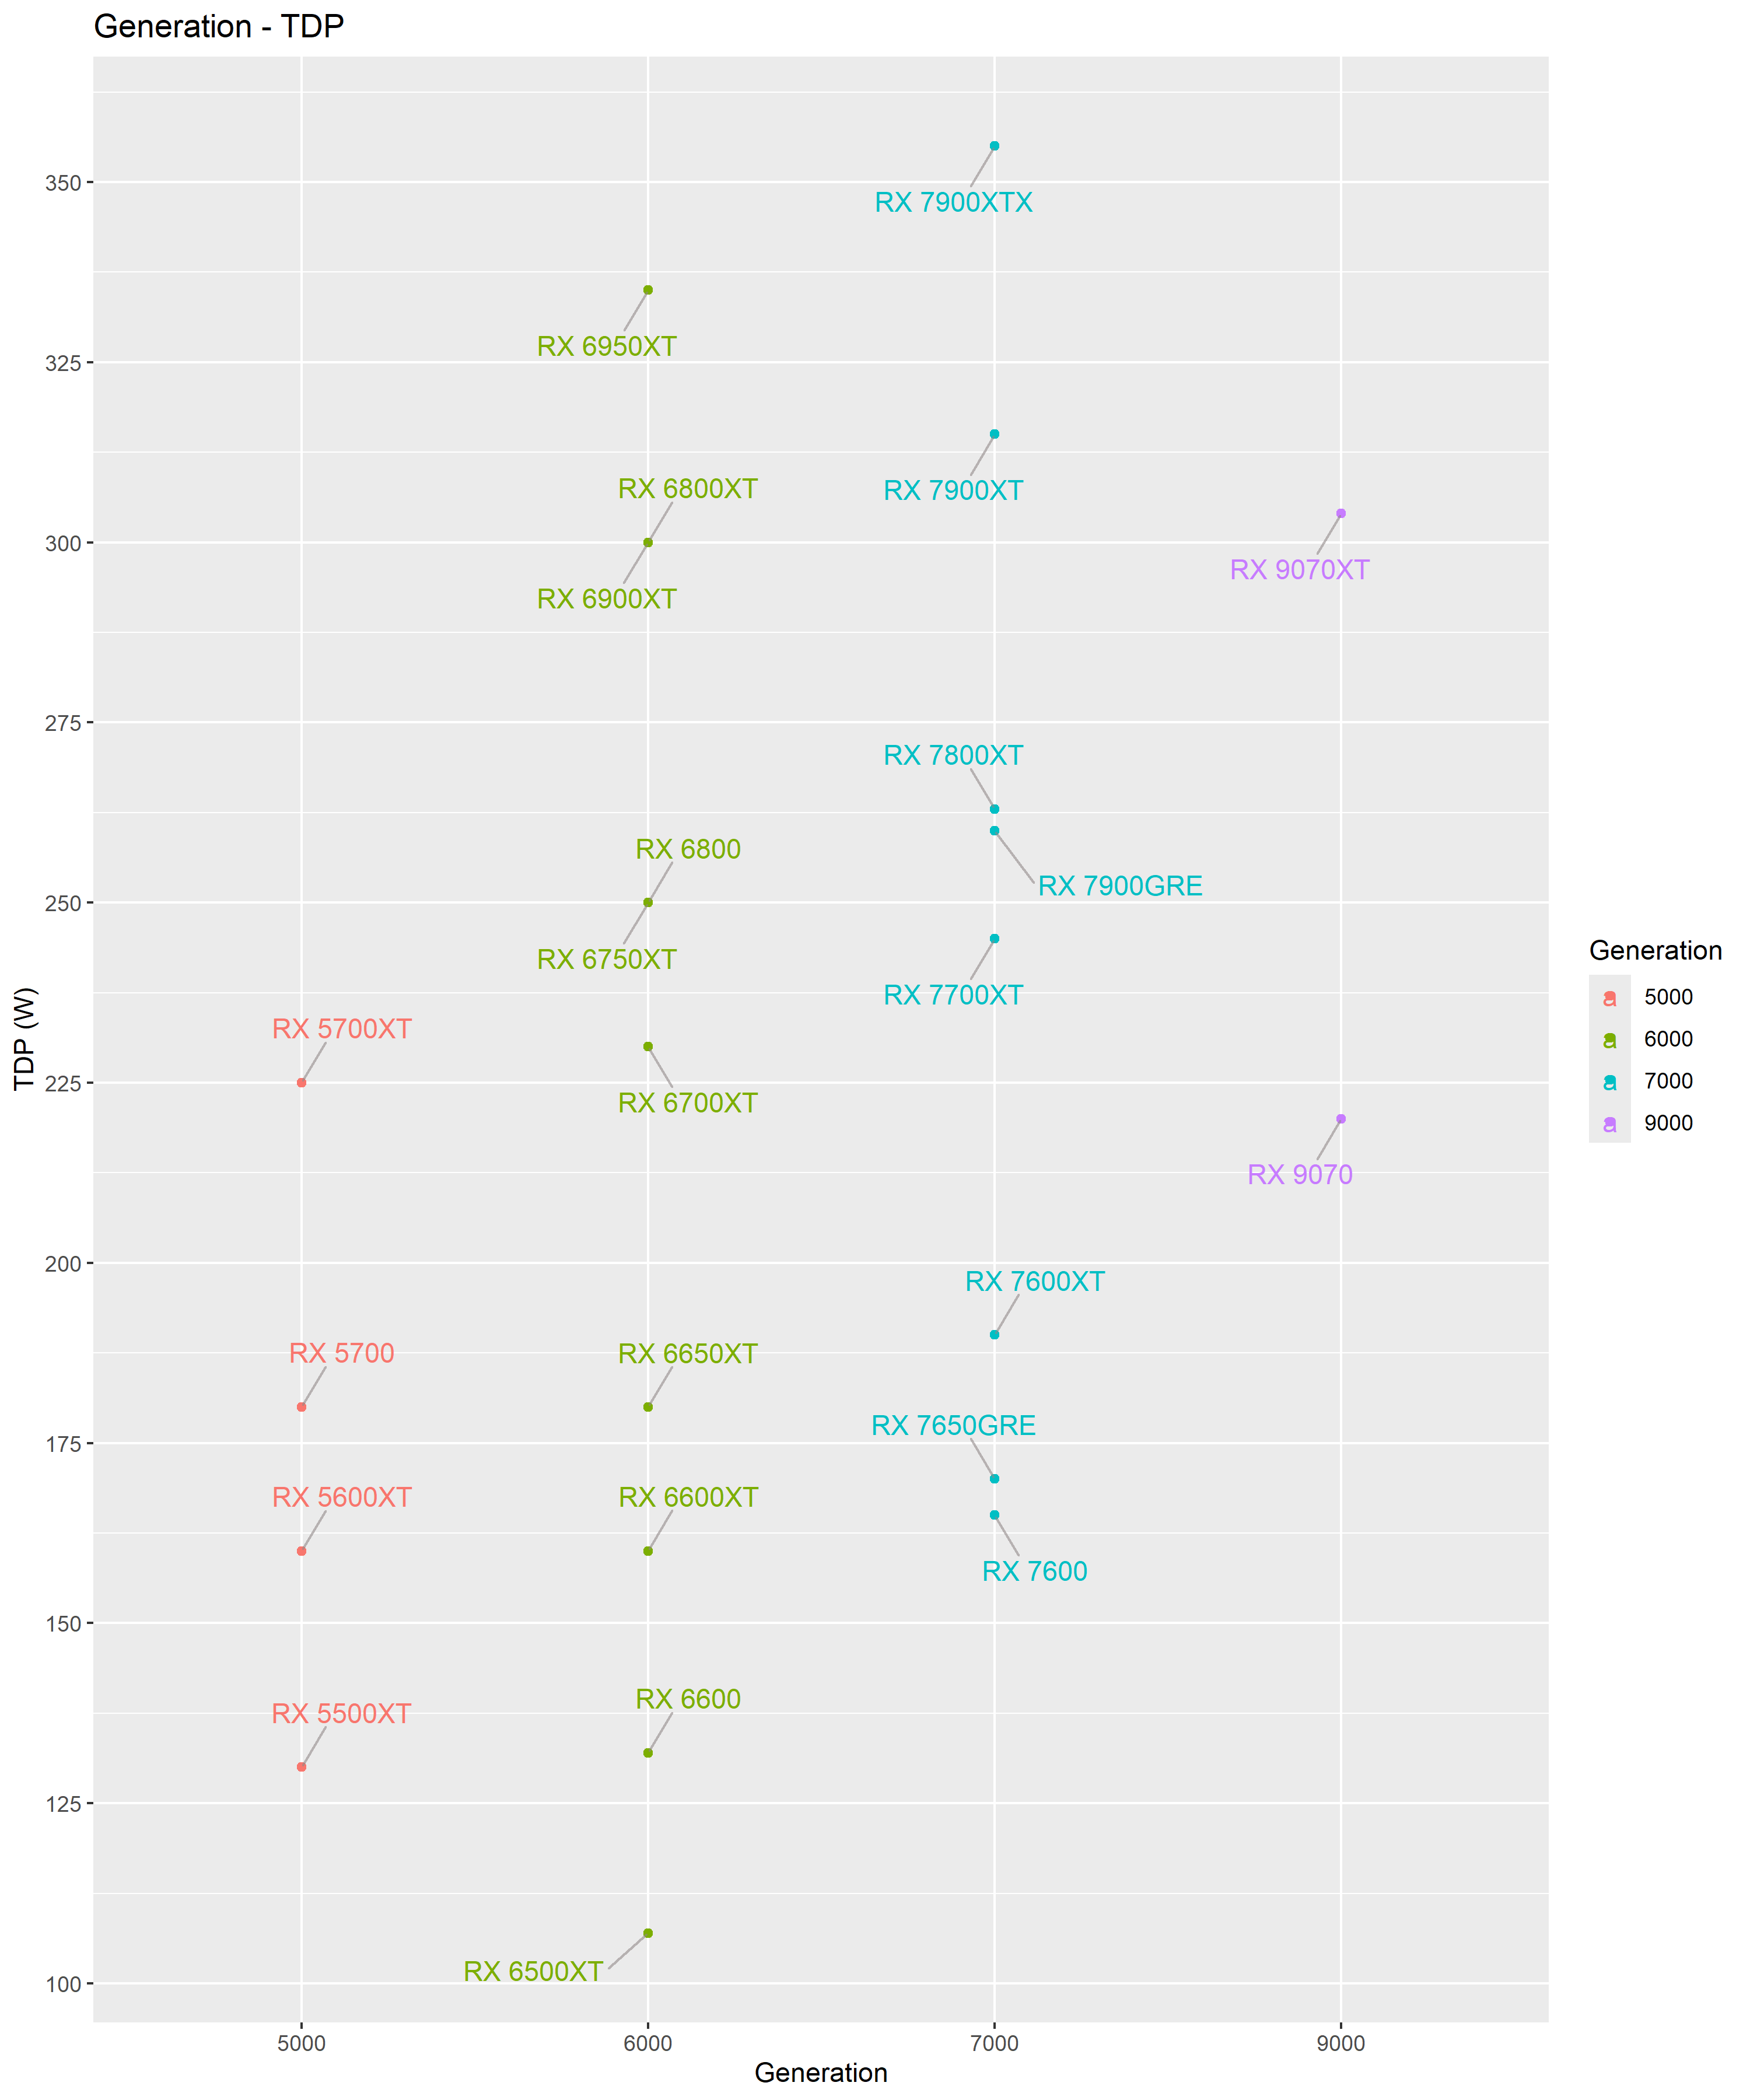 Generation - TDP
350
325
300
275
250
225
200
175
150
125
100
TDP (W)
RX 7900XTX
RX 6950XT
RX 6800XT
RX 7900XT
RX 9070XT
RX 6900XT
RX 7800XT
RX 6800
RX 7900GRE
RX 6750XT
RX 7700XT
RX 5700XT
RX 6700XT
RX 9070
RX 7600XT
RX 5700
RX 6650XT
RX 7650GRE
RX 5600XT
RX 6600XT
RX 7600
RX 6600
RX 5500XT
RX 6500XT
5000
6000
7000
9000
Generation
Generation
a 5000
a 6000
a 7000
a 9000